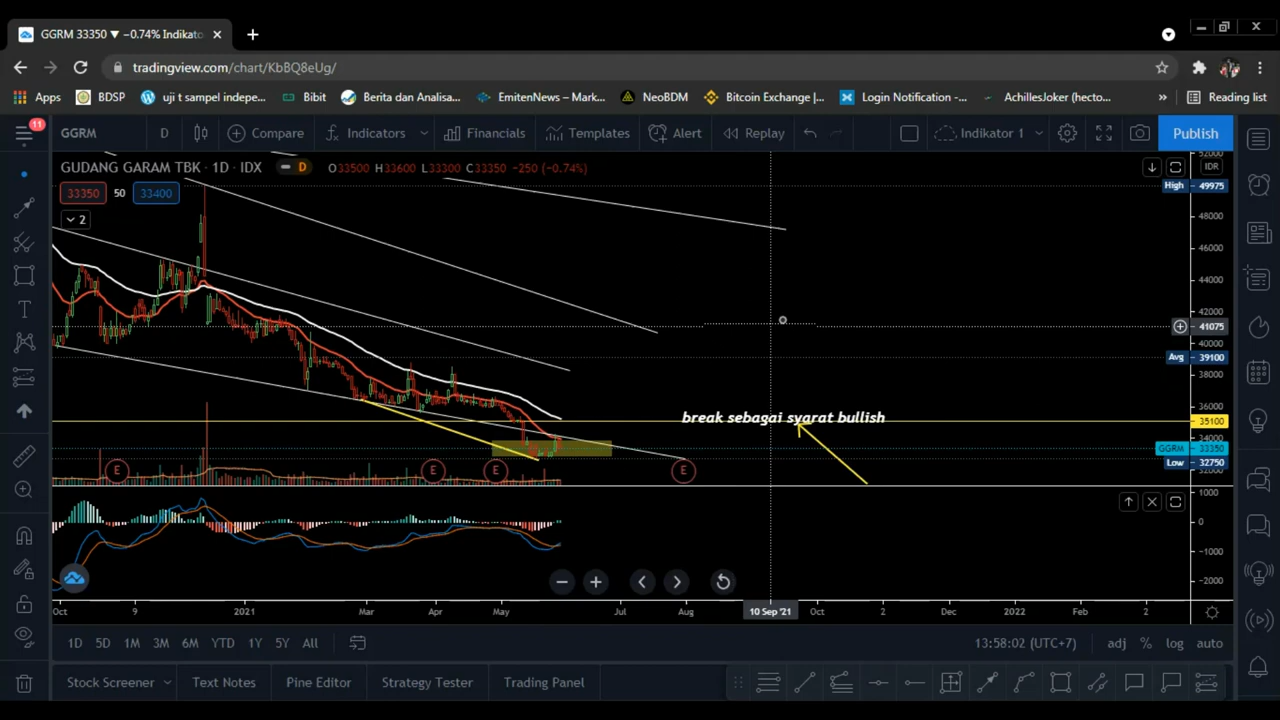 GGRM 33350 ▼ −0.74% Indikato
tradingview.com/chart/KbBQ8eUg/
Apps BDSP uji t sampel indepe... Bibit Berita dan Analisa... EmitenNews – Mark... NeoBDM Bitcoin Exchange |... Login Notification -... AchillesJoker (hecto... » Reading list
11
GGRM D Compare Indicators Financials Templates Alert Replay Indikator 1 Publish
GUDANG GARAM TBK · 1D · IDX D O33500 H33600 L33300 C33350 −250 (−0.74%)
33350 50 33400
2
52000
IDR
High 49975
48000
46000
44000
42000
41075
40000
Avg 39100
38000
36000
break sebagai syarat bullish
35100
34000
GGRM 33350
Low 32750
32000
E E E E
1000
0
−1000
−2000
Oct 9 2021 Mar Apr May Jul Aug 10 Sep '21 Oct 2 Dec 2022 Feb 2
1D 5D 1M 3M 6M YTD 1Y 5Y All 13:58:02 (UTC+7) adj % log auto
Stock Screener Text Notes Pine Editor Strategy Tester Trading Panel